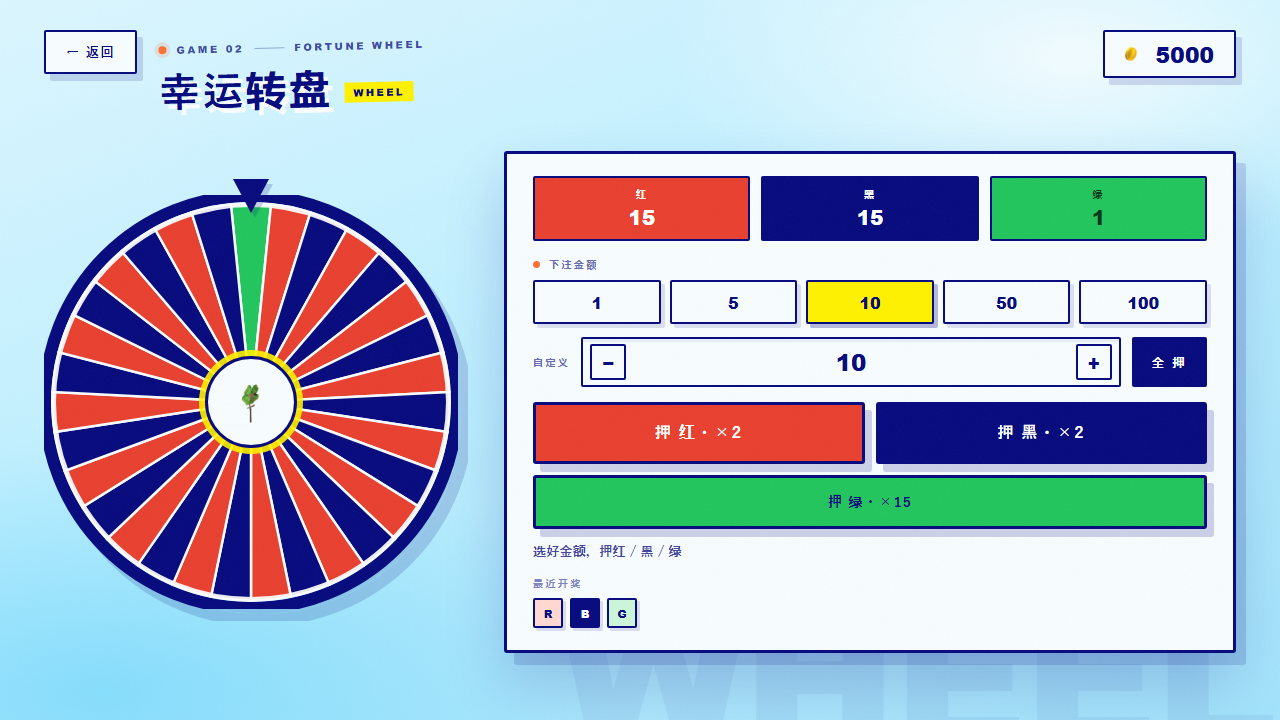 ← 返回
GAME 02 — FORTUNE WHEEL
幸运转盘
WHEEL
5000
红
15
黑
15
绿
1
下注金额
1
5
10
50
100
自定义
−
10
+
全 押
押 红 · ×2
押 黑 · ×2
押 绿 · ×15
选好金额，押红 / 黑 / 绿
最近开奖
R
B
G
WHEEL